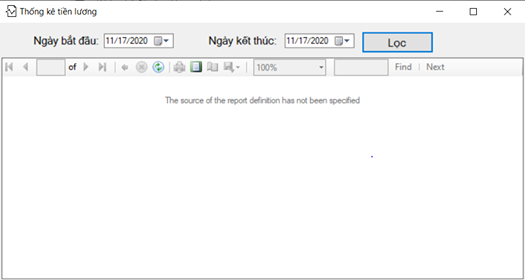 Thống kê tiền lương
Ngày bắt đầu: 11/17/2020 Ngày kết thúc: 11/17/2020 Lọc
of 100% Find | Next
The source of the report definition has not been specified